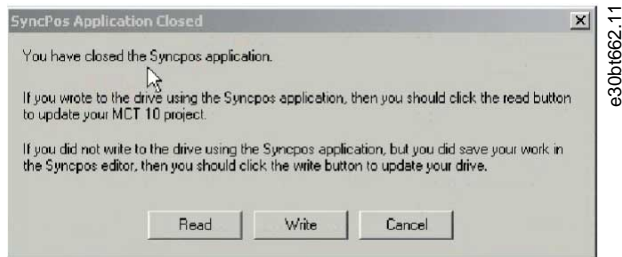 SyncPos Application Closed
You have closed the Syncpos application.
If you wrote to the drive using the Syncpos application, then you should click the read button
to update your MCT 10 project.
If you did not write to the drive using the Syncpos application, but you did save your work in
the Syncpos editor, then you should click the write button to update your drive.
Read
Write
Cancel
e30bt662.11